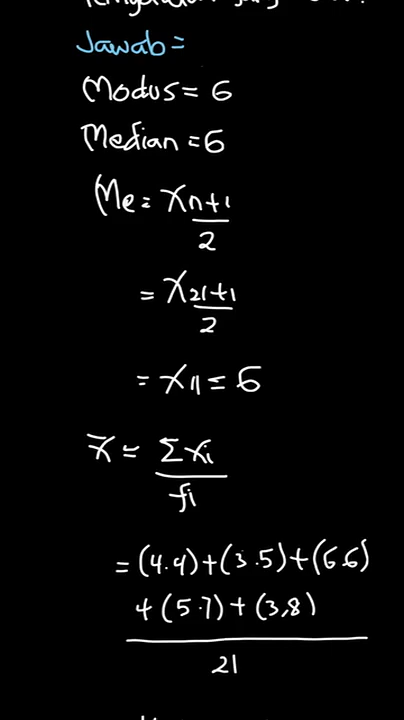 Jawab =
Modus = 6
Median = 6
Me = X n+1
2
= X 21+1
2
= X 11 = 6
x̄ = Σxi
fi
= (4.4)+(3.5)+(6.6)
+(5.7)+(3,8)
21